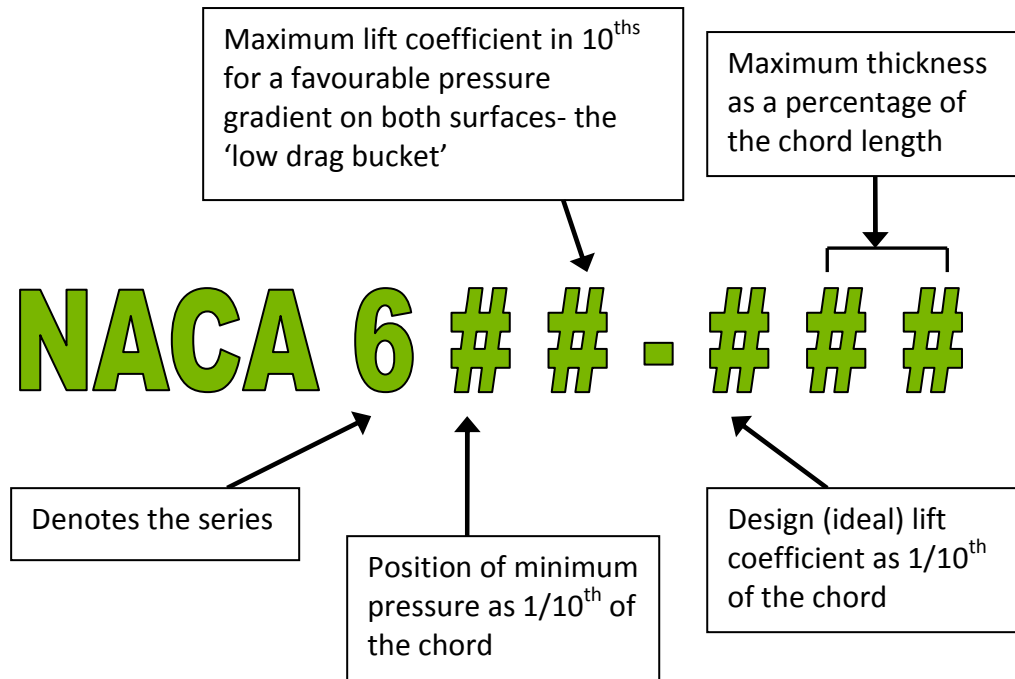 Maximum lift coefficient in 10ths
for a favourable pressure
gradient on both surfaces- the
‘low drag bucket’
Maximum thickness
as a percentage of
the chord length
NACA 6 # # - # # #
Denotes the series
Position of minimum
pressure as 1/10th of
the chord
Design (ideal) lift
coefficient as 1/10th
of the chord